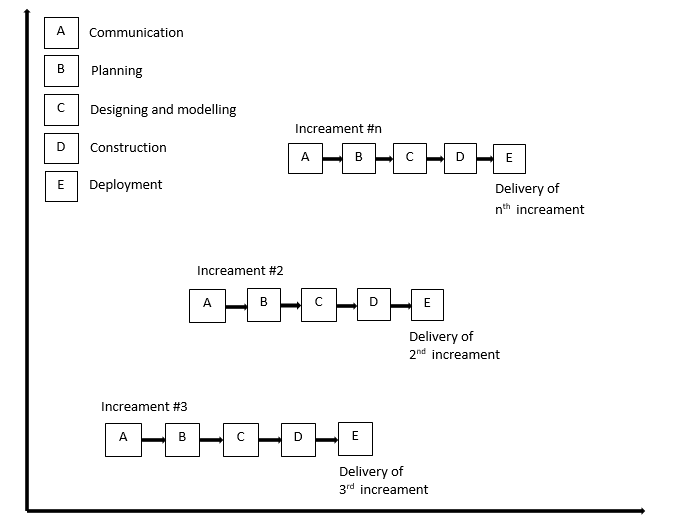 A Communication
B Planning
C Designing and modelling
D Construction
E Deployment
Increament #n
A B C D E
Delivery of
nth increament
Increament #2
A B C D E
Delivery of
2nd increament
Increament #3
A B C D E
Delivery of
3rd increament